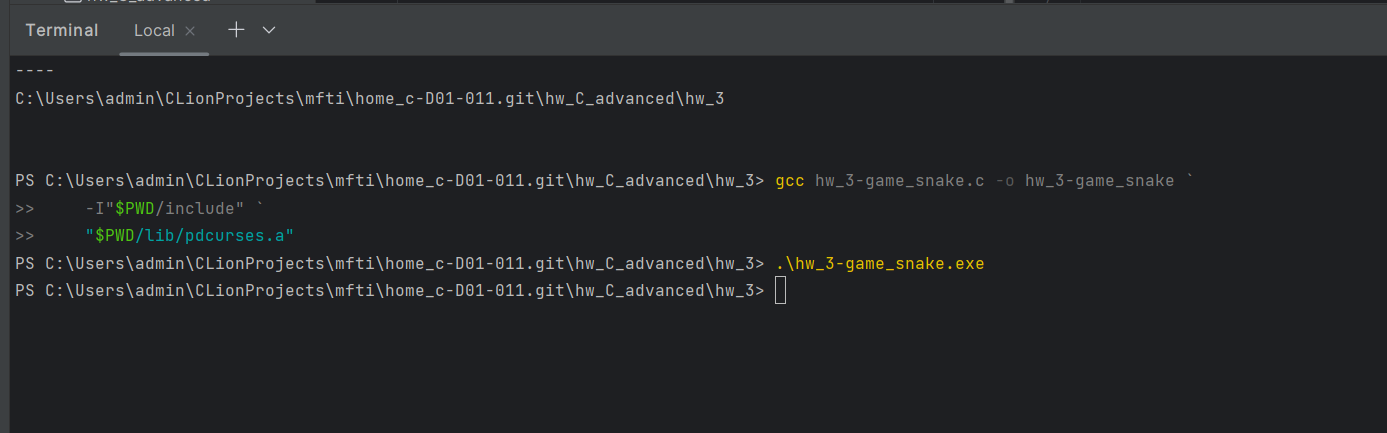 Terminal Local
----
C:\Users\admin\CLionProjects\mfti\home_c-D01-011.git\hw_C_advanced\hw_3
PS C:\Users\admin\CLionProjects\mfti\home_c-D01-011.git\hw_C_advanced\hw_3> gcc hw_3-game_snake.c -o hw_3-game_snake `
>>     -I"$PWD/include" `
>>     "$PWD/lib/pdcurses.a"
PS C:\Users\admin\CLionProjects\mfti\home_c-D01-011.git\hw_C_advanced\hw_3> .\hw_3-game_snake.exe
PS C:\Users\admin\CLionProjects\mfti\home_c-D01-011.git\hw_C_advanced\hw_3>